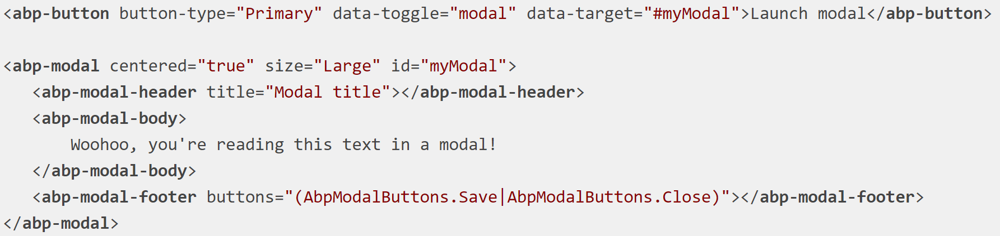 <abp-button button-type="Primary" data-toggle="modal" data-target="#myModal">Launch modal</abp-button>

<abp-modal centered="true" size="Large" id="myModal">
   <abp-modal-header title="Modal title"></abp-modal-header>
   <abp-modal-body>
       Woohoo, you're reading this text in a modal!
   </abp-modal-body>
   <abp-modal-footer buttons="(AbpModalButtons.Save|AbpModalButtons.Close)"></abp-modal-footer>
</abp-modal>